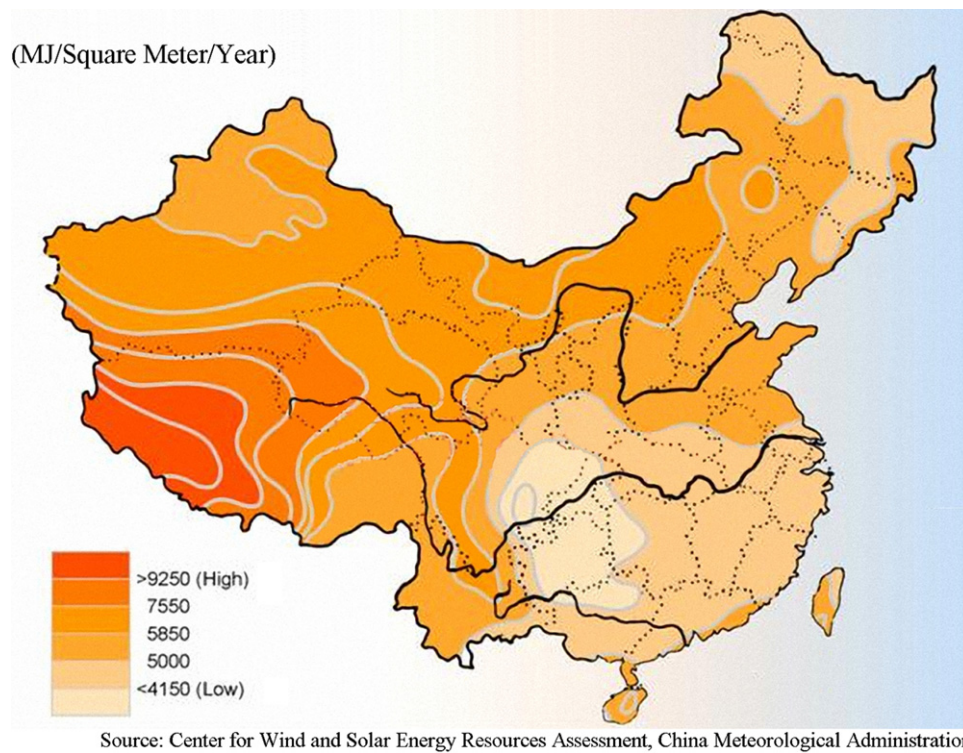 (MJ/Square Meter/Year)
>9250 (High)
7550
5850
5000
<4150 (Low)
Source: Center for Wind and Solar Energy Resources Assessment, China Meteorological Administration